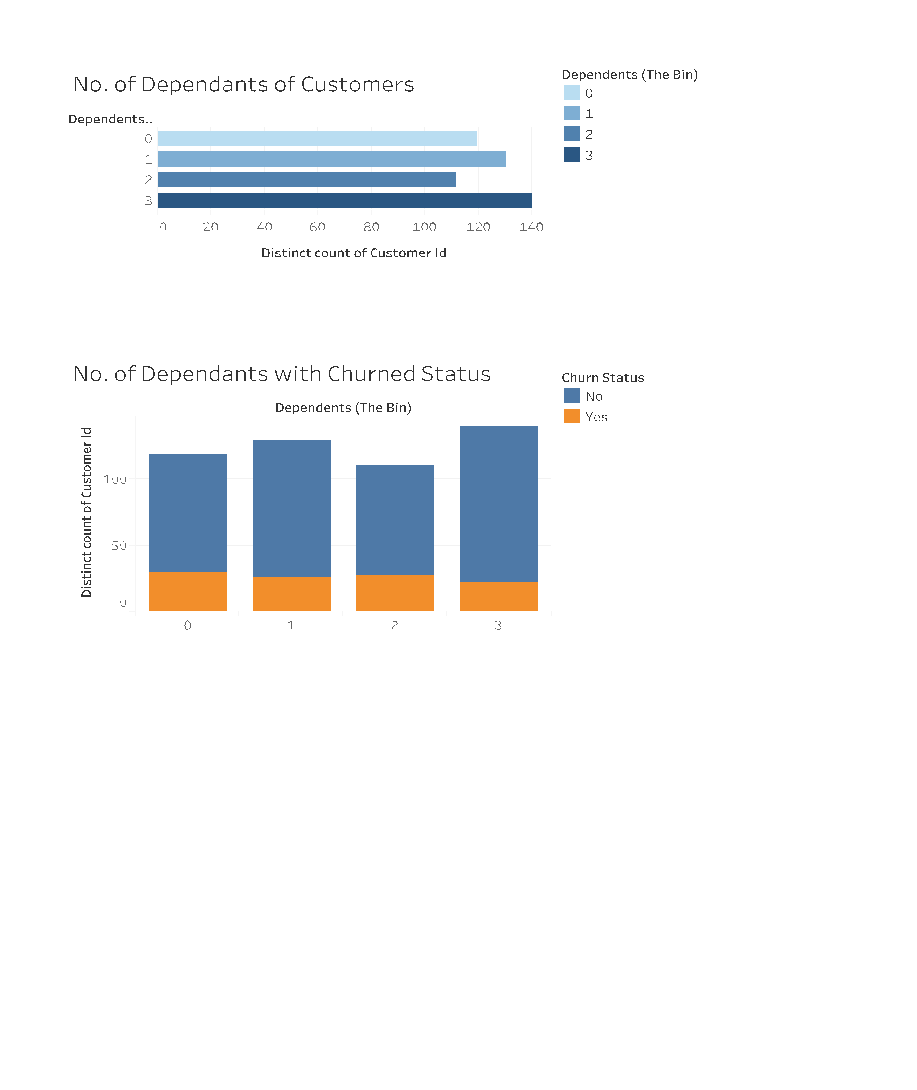 No. of Dependants of Customers
Dependents (The Bin)
0
1
2
3
Dependents..
0
1
2
3
0 20 40 60 80 100 120 140
Distinct count of Customer Id
No. of Dependants with Churned Status
Churn Status
No
Yes
Dependents (The Bin)
Distinct count of Customer Id
100
50
0
0 1 2 3